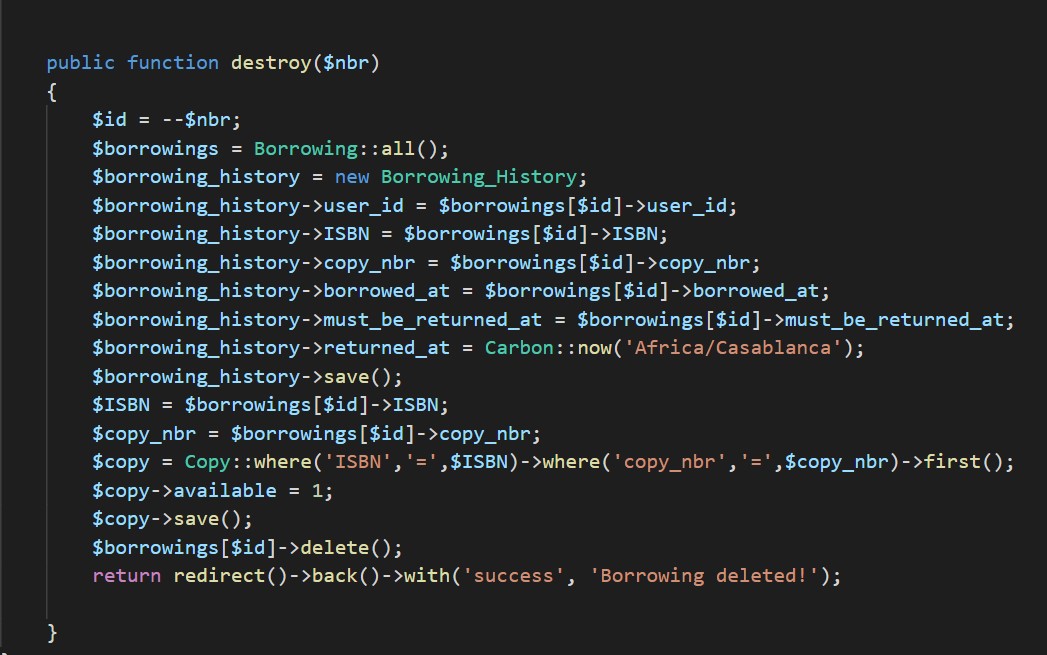 public function destroy($nbr)
{
$id = --$nbr;
$borrowings = Borrowing::all();
$borrowing_history = new Borrowing_History;
$borrowing_history->user_id = $borrowings[$id]->user_id;
$borrowing_history->ISBN = $borrowings[$id]->ISBN;
$borrowing_history->copy_nbr = $borrowings[$id]->copy_nbr;
$borrowing_history->borrowed_at = $borrowings[$id]->borrowed_at;
$borrowing_history->must_be_returned_at = $borrowings[$id]->must_be_returned_at;
$borrowing_history->returned_at = Carbon::now('Africa/Casablanca');
$borrowing_history->save();
$ISBN = $borrowings[$id]->ISBN;
$copy_nbr = $borrowings[$id]->copy_nbr;
$copy = Copy::where('ISBN','=',$ISBN)->where('copy_nbr','=',$copy_nbr)->first();
$copy->available = 1;
$copy->save();
$borrowings[$id]->delete();
return redirect()->back()->with('success', 'Borrowing deleted!');
}